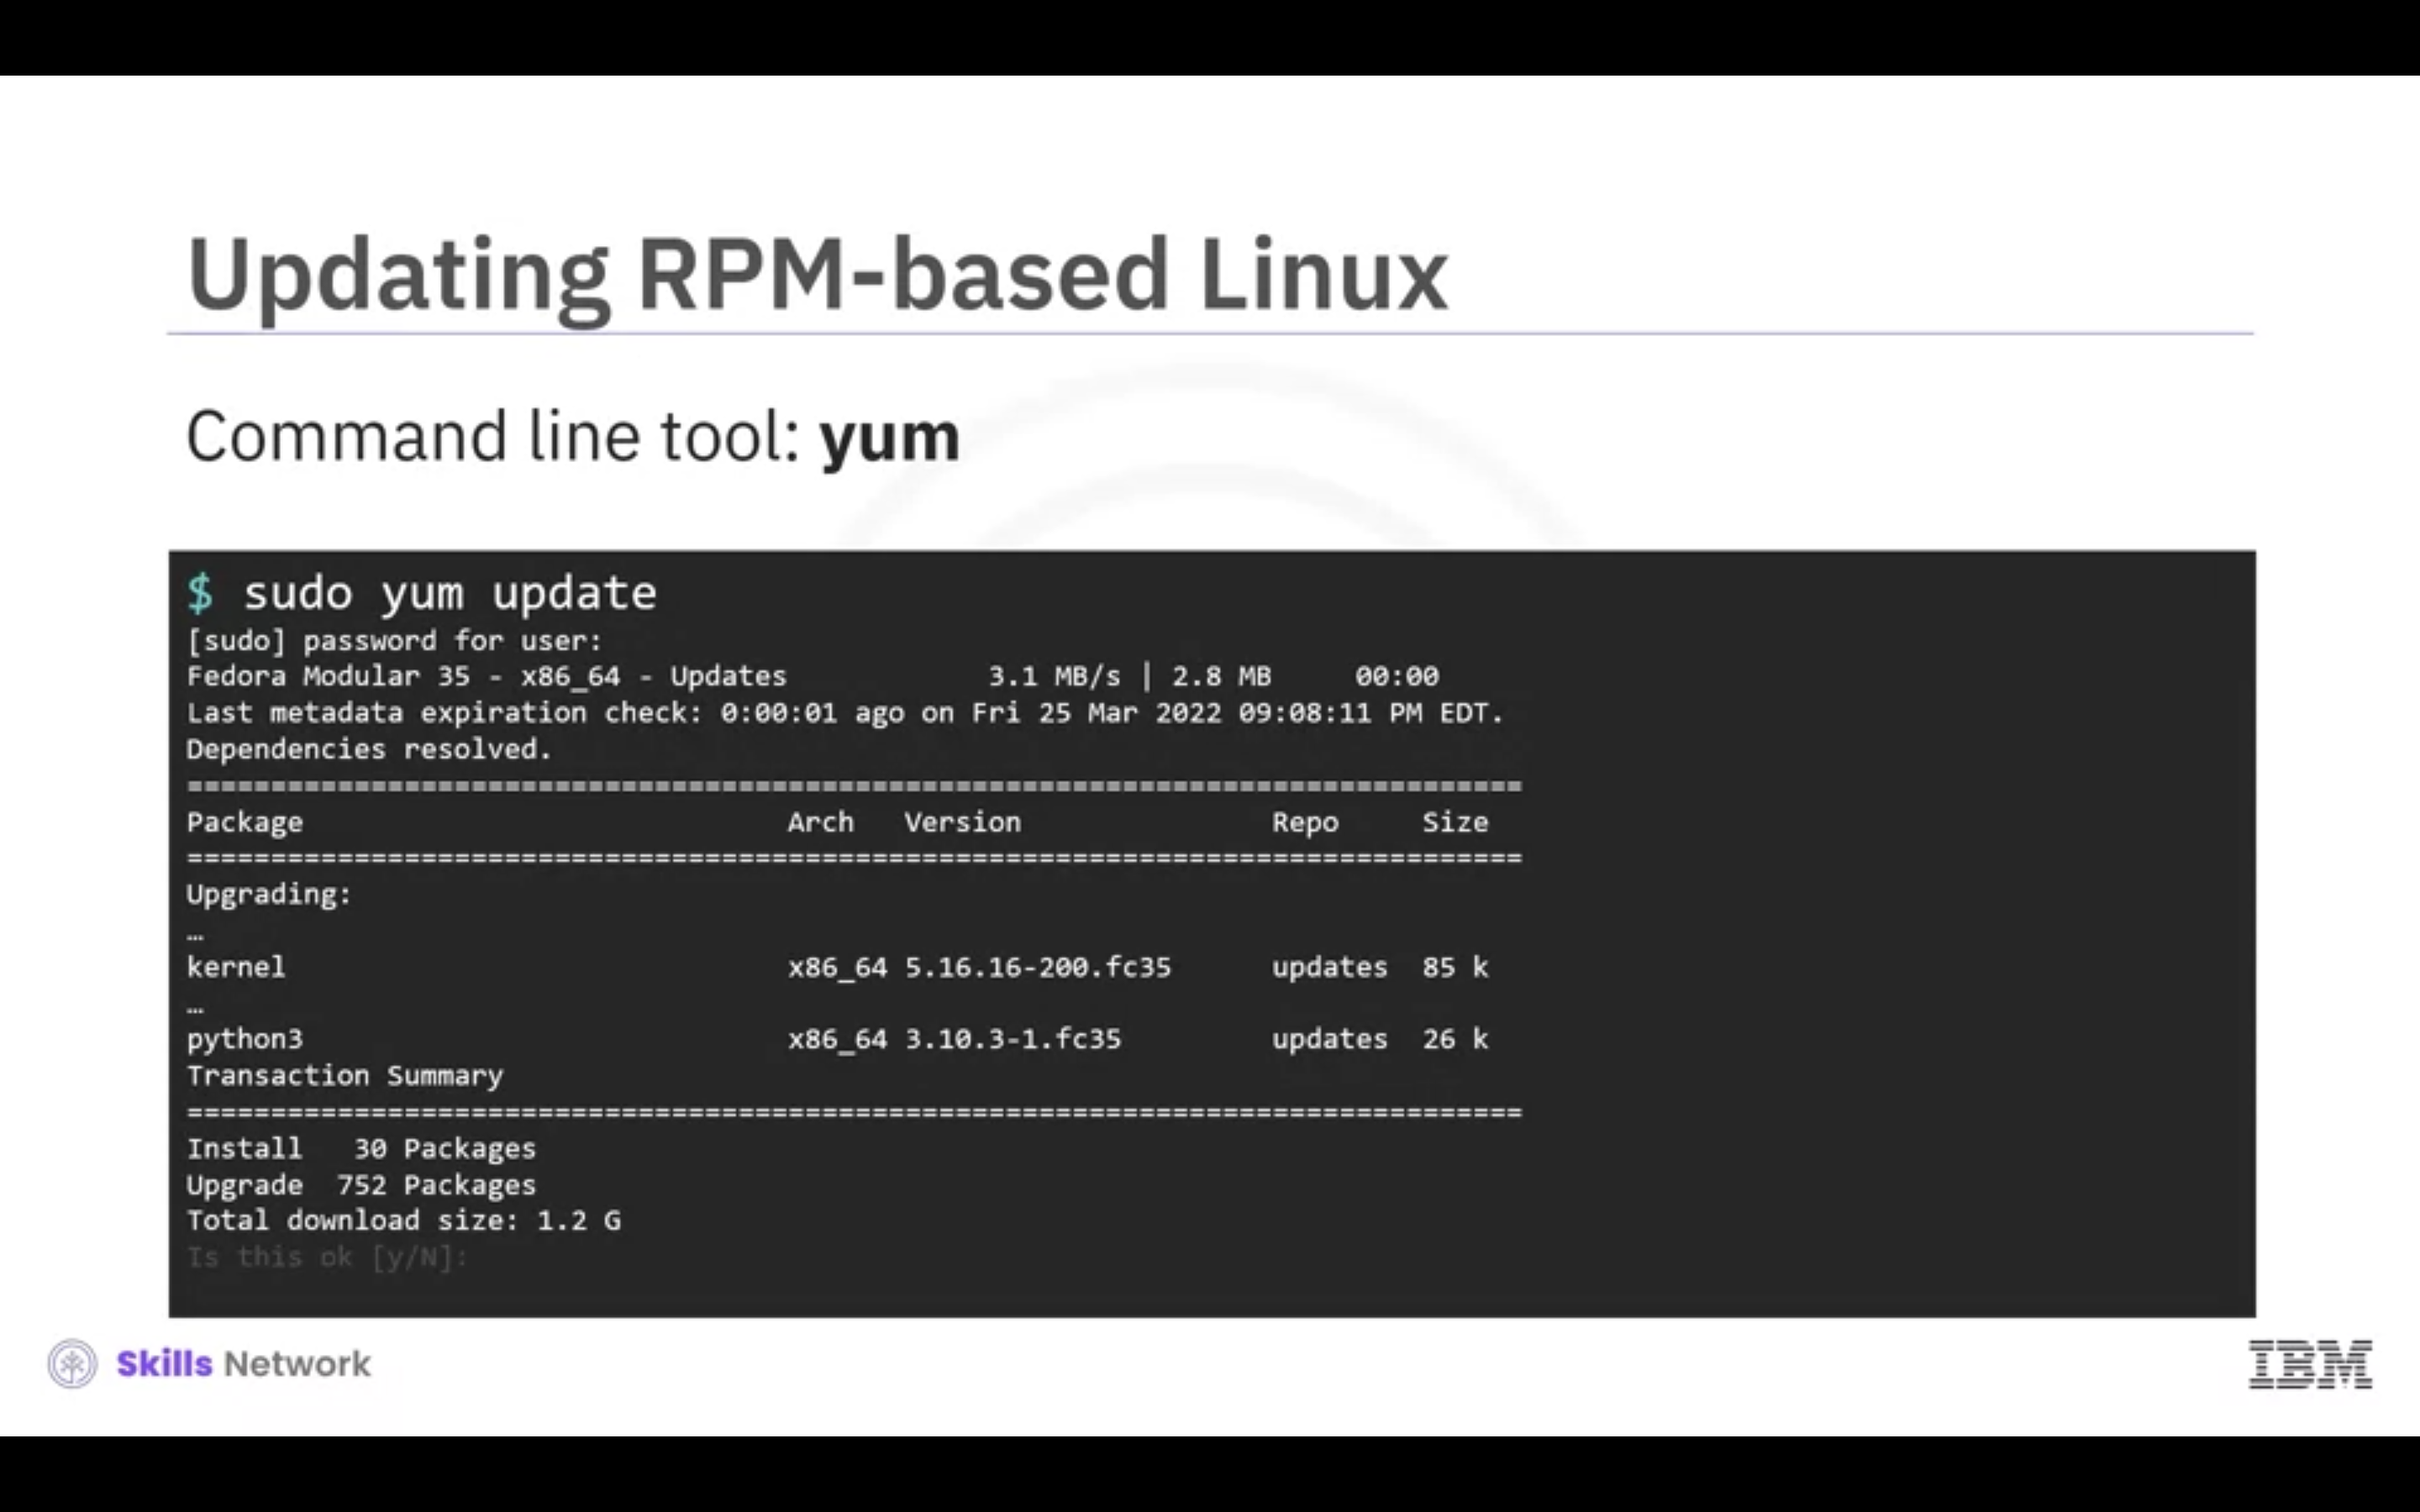 Updating RPM-based Linux
Command line tool: yum
$ sudo yum update
[sudo] password for user:
Fedora Modular 35 - x86_64 - Updates 3.1 MB/s | 2.8 MB 00:00
Last metadata expiration check: 0:00:01 ago on Fri 25 Mar 2022 09:08:11 PM EDT.
Dependencies resolved.
================================================================================
Package Arch Version Repo Size
================================================================================
Upgrading:
…
kernel x86_64 5.16.16-200.fc35 updates 85 k
…
python3 x86_64 3.10.3-1.fc35 updates 26 k
Transaction Summary
================================================================================
Install 30 Packages
Upgrade 752 Packages
Total download size: 1.2 G
Is this ok [y/N]:
Skills Network
IBM